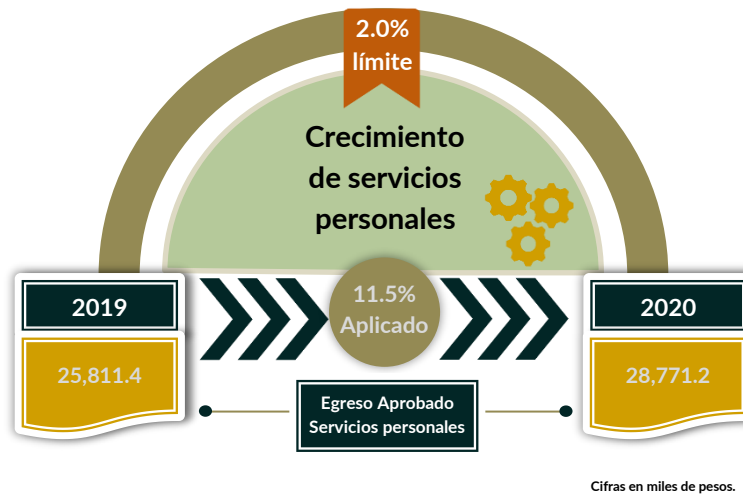 2.0%
límite
Crecimiento
de servicios
personales
2019
11.5%
Aplicado
2020
25,811.4
28,771.2
Egreso Aprobado
Servicios personales
Cifras en miles de pesos.